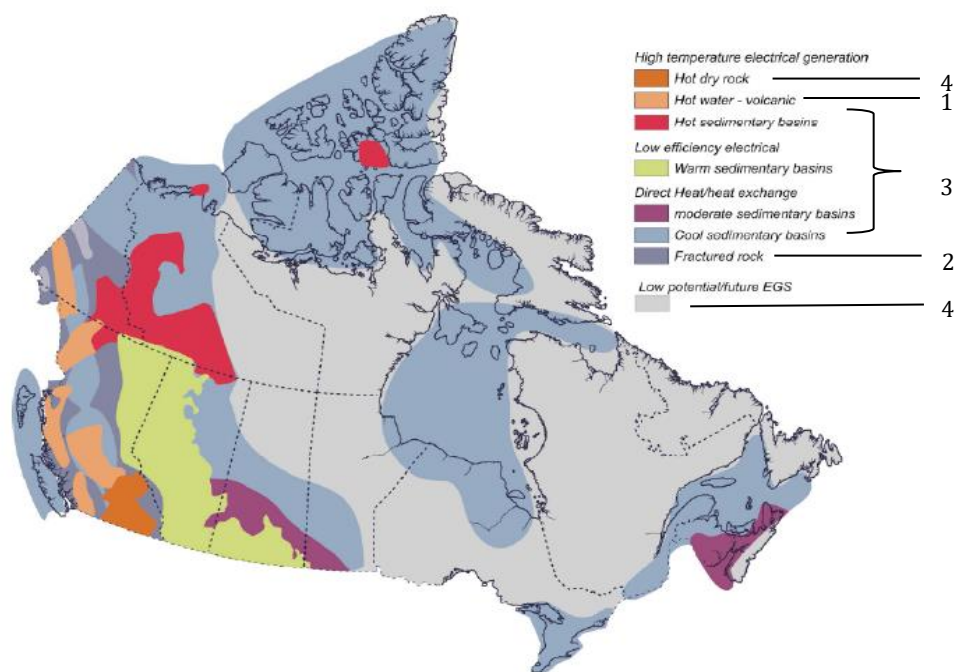 High temperature electrical generation
Hot dry rock 4
Hot water - volcanic 1
Hot sedimentary basins
Low efficiency electrical
Warm sedimentary basins
3
Direct Heat/heat exchange
moderate sedimentary basins
Cool sedimentary basins
Fractured rock 2
Low potential/future EGS
4